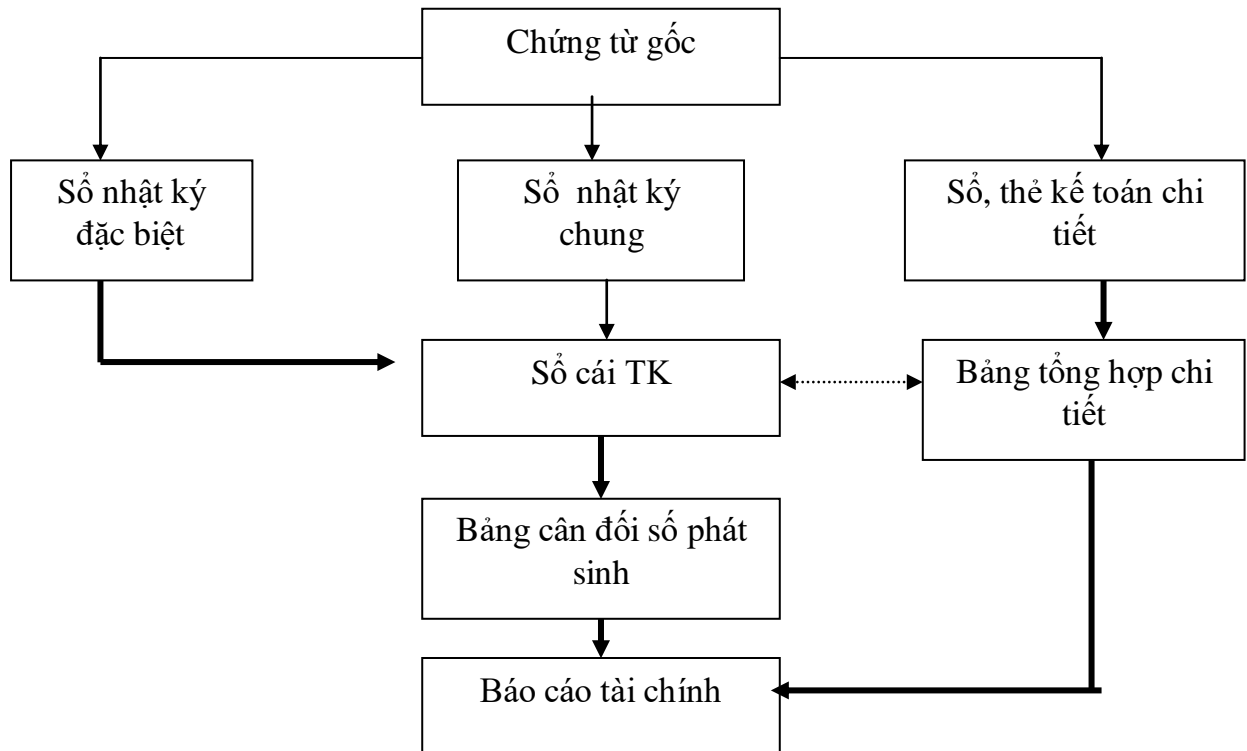 Chứng từ gốc
Sổ nhật ký
đặc biệt
Sổ nhật ký
chung
Sổ, thẻ kế toán chi
tiết
Sổ cái TK
Bảng tổng hợp chi
tiết
Bảng cân đối số phát
sinh
Báo cáo tài chính